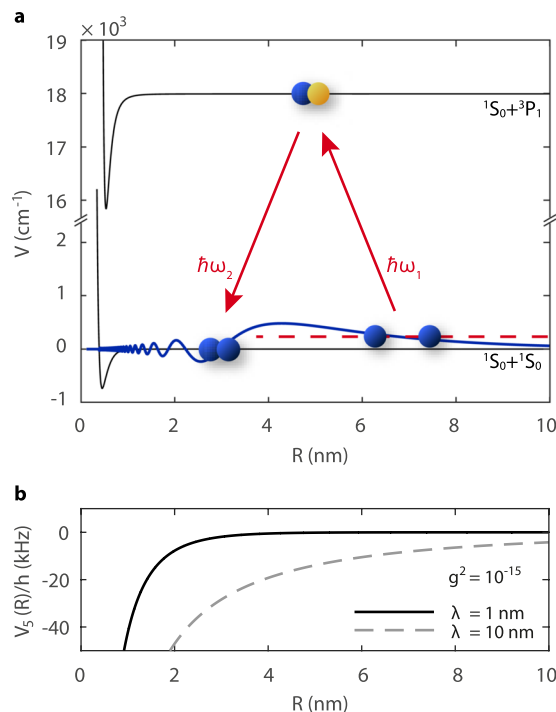 a
× 10³
19
18
17
16
2
1
0
-1
V (cm⁻¹)
¹S₀+³P₁
ħω₂
ħω₁
¹S₀+¹S₀
0 2 4 6 8 10
R (nm)
b
0
-20
-40
V₅(R)/h (kHz)
g² = 10⁻¹⁵
λ = 1 nm
λ = 10 nm
0 2 4 6 8 10
R (nm)